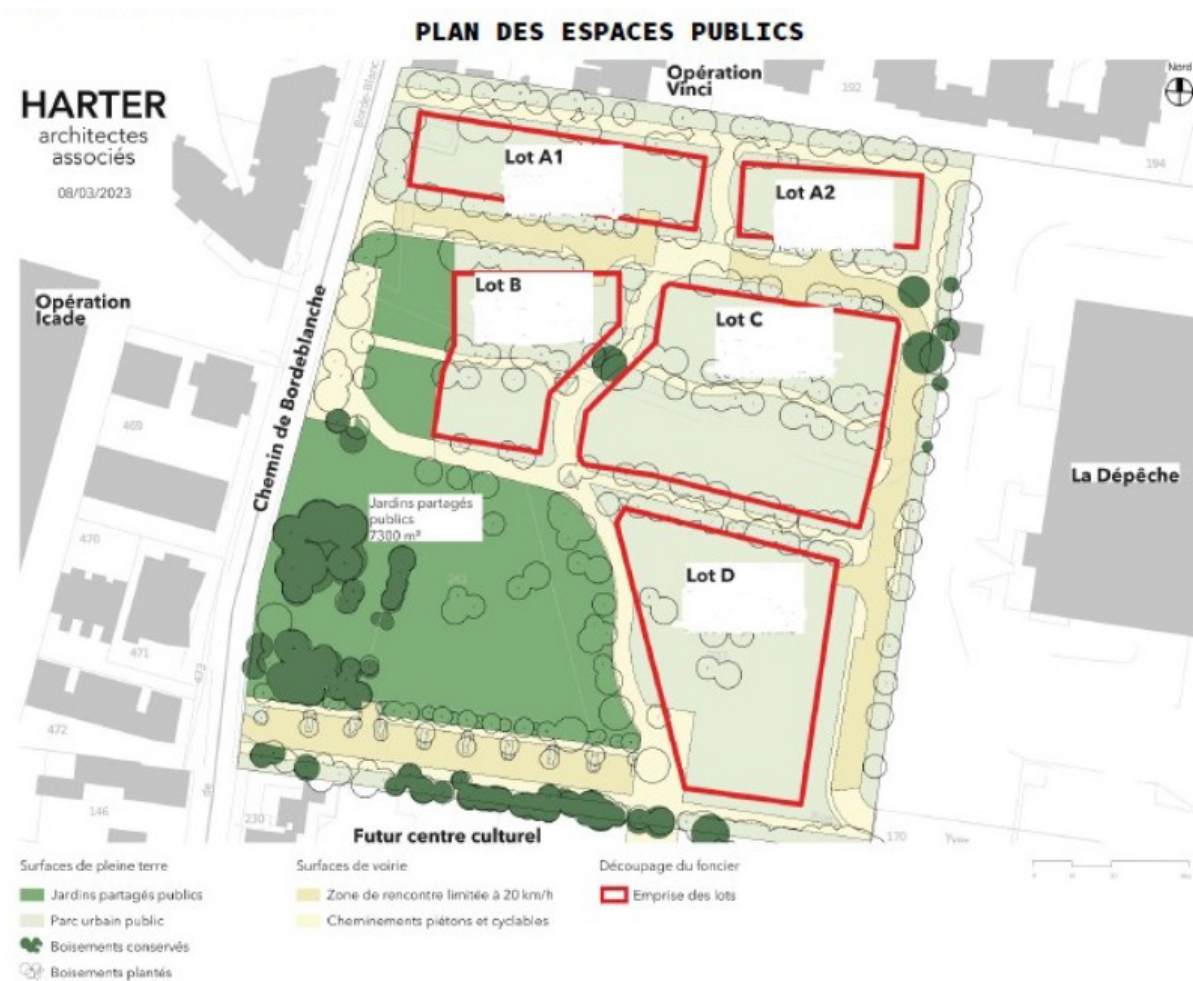 PLAN DES ESPACES PUBLICS
HARTER
architectes
associés
08/03/2023
Opération
Vinci
192
Nord
194
Lot A1
Lot A2
Opération
Icade
Chemin de Bordeblanche
Lot B
Lot C
469
La Dépêche
Jardins partagés
publics
7300 m²
470
Lot D
471
472
146
230
170
Futur centre culturel
Surfaces de pleine terre
Jardins partagés publics
Parc urbain public
Boisements conservés
Boisements plantés
Surfaces de voirie
Zone de rencontre limitée à 20 km/h
Cheminements piétons et cyclables
Découpage du foncier
Emprise des lots